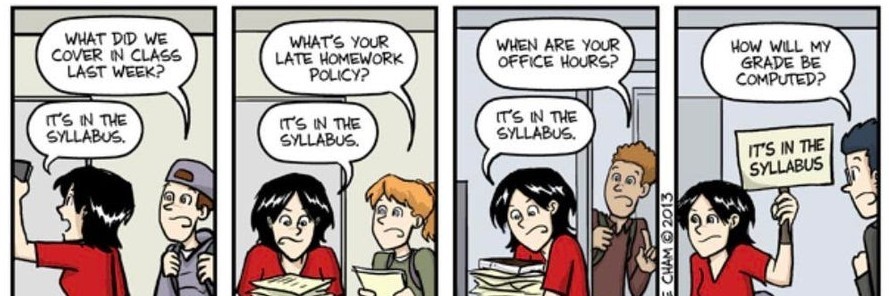 WHAT DID WE
COVER IN CLASS
LAST WEEK?
IT'S IN THE
SYLLABUS.
WHAT'S YOUR
LATE HOMEWORK
POLICY?
IT'S IN THE
SYLLABUS.
WHEN ARE YOUR
OFFICE HOURS?
IT'S IN THE
SYLLABUS.
CHAM © 2013
HOW WILL MY
GRADE BE
COMPUTED?
IT'S IN THE
SYLLABUS